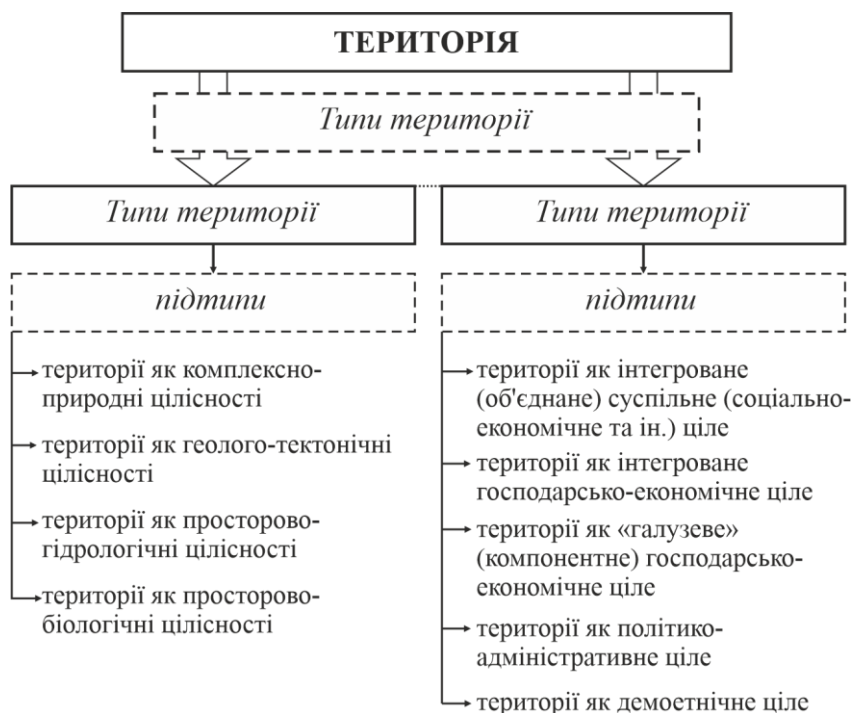 ТЕРИТОРІЯ
Типи території
Типи території
підтипи
території як комплексно-
природні цілісності
території як геолого-тектонічні
цілісності
території як просторово-
гідрологічні цілісності
території як просторово-
біологічні цілісності
Типи території
підтипи
території як інтегроване
(об'єднане) суспільне (соціально-
економічне та ін.) ціле
території як інтегроване
господарсько-економічне ціле
території як «галузеве»
(компонентне) господарсько-
економічне ціле
території як політико-
адміністративне ціле
території як демоетнічне ціле